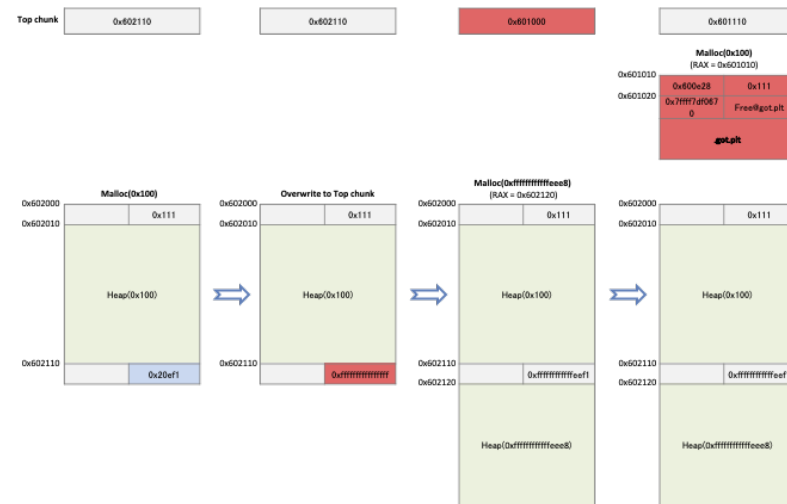 Top chunk
0x602110
0x602110
0x601000
0x601110
Malloc(0x100)
(RAX = 0x601010)
0x601010
0x600e28
0x111
0x601020
0x7ffff7df067
0
Free@got.plt
.got.plt
Malloc(0x100)
0x602000
0x111
0x602010
Heap(0x100)
0x602110
0x20ef1
Overwrite to Top chunk
0x602000
0x111
0x602010
Heap(0x100)
0x602110
0xffffffffffffffff
Malloc(0xffffffffffffeee8)
(RAX = 0x602120)
0x602000
0x111
0x602010
Heap(0x100)
0x602110
0xffffffffffffeef1
0x602120
Heap(0xffffffffffffeee8)
0x602000
0x111
0x602010
Heap(0x100)
0x602110
0xffffffffffffeef
0x602120
Heap(0xffffffffffffeee8)